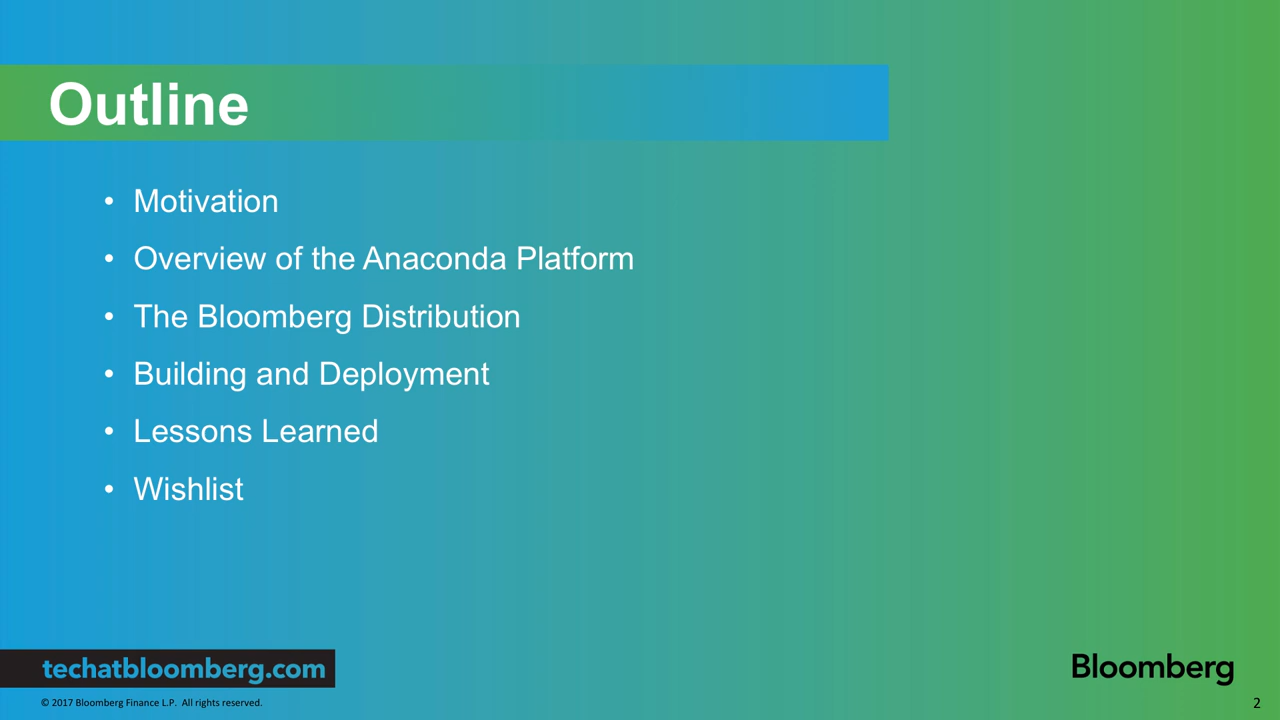 Outline
• Motivation
• Overview of the Anaconda Platform
• The Bloomberg Distribution
• Building and Deployment
• Lessons Learned
• Wishlist
techatbloomberg.com
Bloomberg
© 2017 Bloomberg Finance L.P. All rights reserved.
2